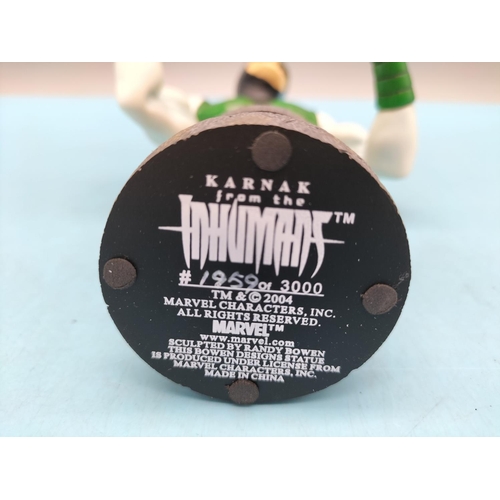 KARNAK
from the
INHUMANS™
#1959 of 3000
TM & © 2004
MARVEL CHARACTERS, INC.
ALL RIGHTS RESERVED.
MARVEL™
www.marvel.com
SCULPTED BY RANDY BOWEN
THIS BOWEN DESIGNS STATUE
IS PRODUCED UNDER LICENSE FROM
MARVEL CHARACTERS, INC.
MADE IN CHINA